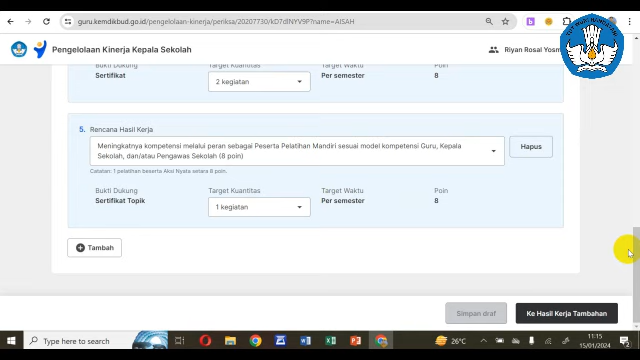 guru.kemdikbud.go.id/pengelolaan-kinerja/periksa/20207730/kD7dlNYV9P?name=AISAH
Pengelolaan Kinerja Kepala Sekolah
Riyan Rosal Yosm
TUT WURI HANDAYANI
Bukti Dukung
Target Kuantitas
Target Waktu
Poin
Sertifikat
2 kegiatan
Per semester
8
5.
Rencana Hasil Kerja
Meningkatnya kompetensi melalui peran sebagai Peserta Pelatihan Mandiri sesuai model kompetensi Guru, Kepala
Sekolah, dan/atau Pengawas Sekolah (8 poin)
Hapus
Catatan: 1 pelatihan beserta Aksi Nyata setara 8 poin.
Bukti Dukung
Target Kuantitas
Target Waktu
Poin
Sertifikat Topik
1 kegiatan
Per semester
8
Tambah
Simpan draf
Ke Hasil Kerja Tambahan
Type here to search
26°C
11:15
15/01/2024